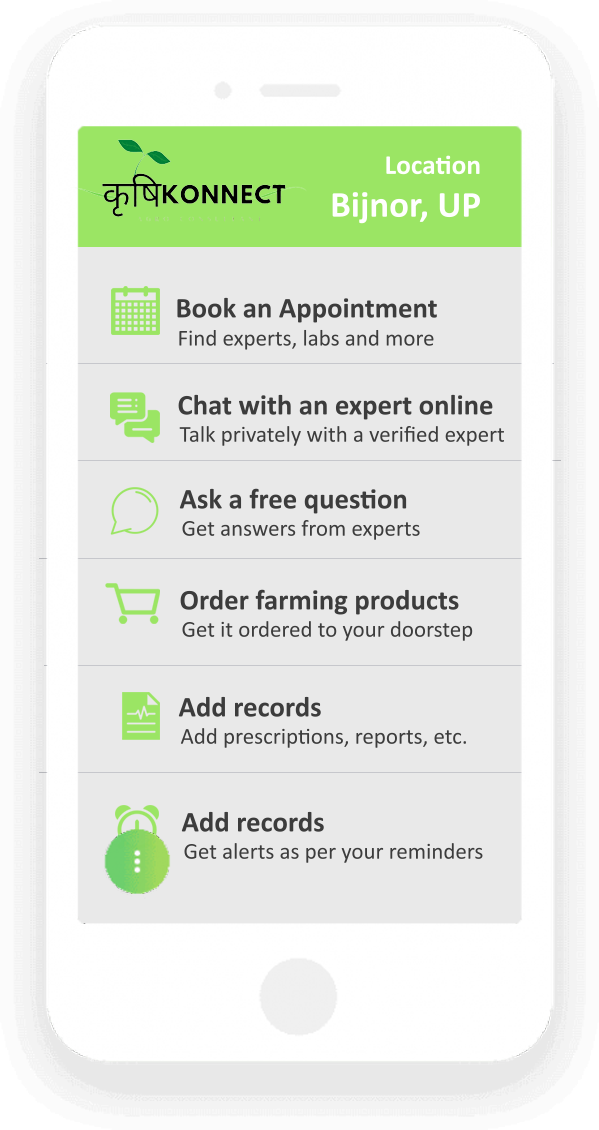 कृषिKONNECT
Location
Bijnor, UP
Book an Appointment
Find experts, labs and more
Chat with an expert online
Talk privately with a verified expert
Ask a free question
Get answers from experts
Order farming products
Get it ordered to your doorstep
Add records
Add prescriptions, reports, etc.
Add records
Get alerts as per your reminders